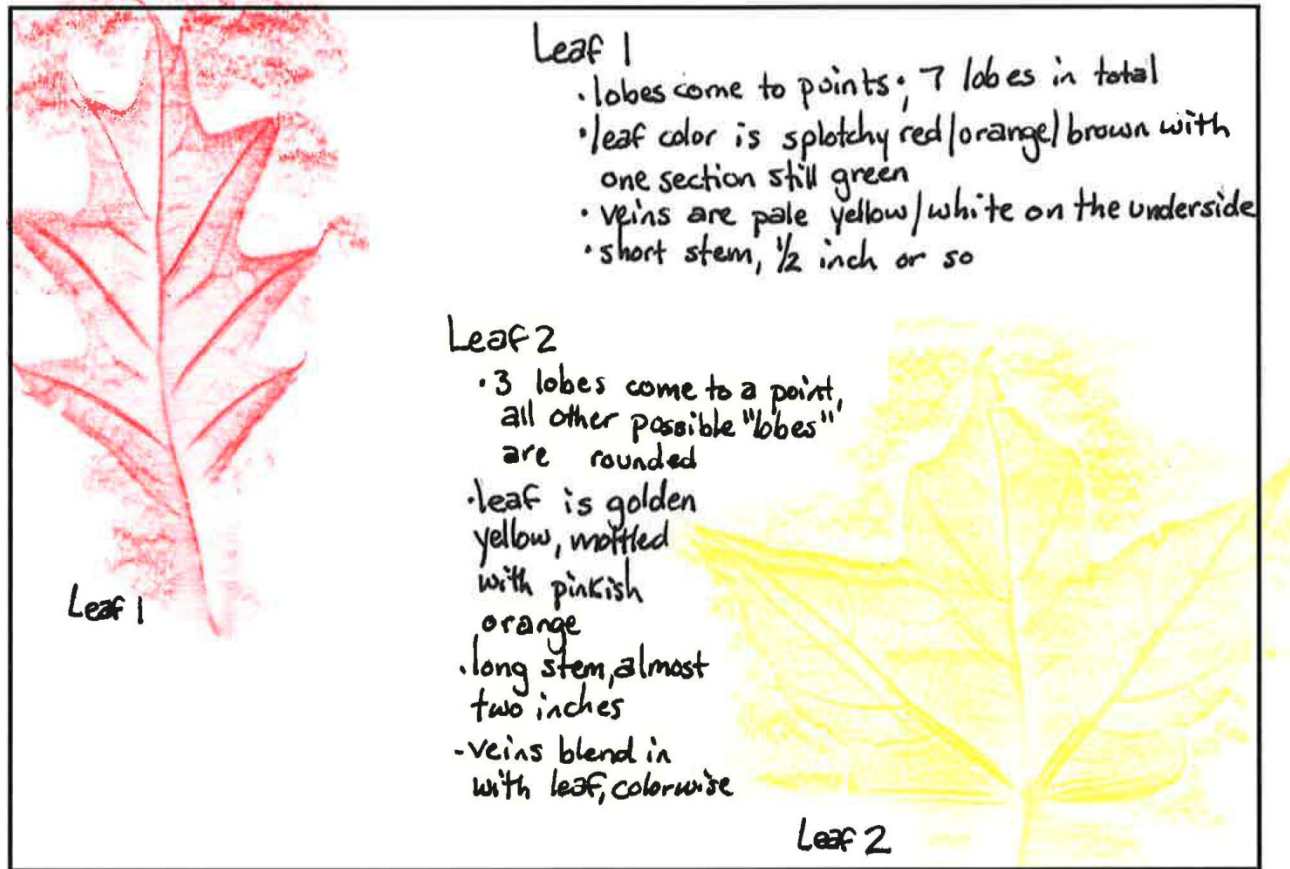 Leaf 1
· lobes come to points; 7 lobes in total
· leaf color is splotchy red/orange/brown with
one section still green
· veins are pale yellow/white on the underside
· short stem, 1/2 inch or so
Leaf 2
· 3 lobes come to a point,
all other possible "lobes"
are rounded
· leaf is golden
yellow, mottled
with pinkish
orange
· long stem, almost
two inches
- veins blend in
with leaf, colorwise
Leaf 1
Leaf 2